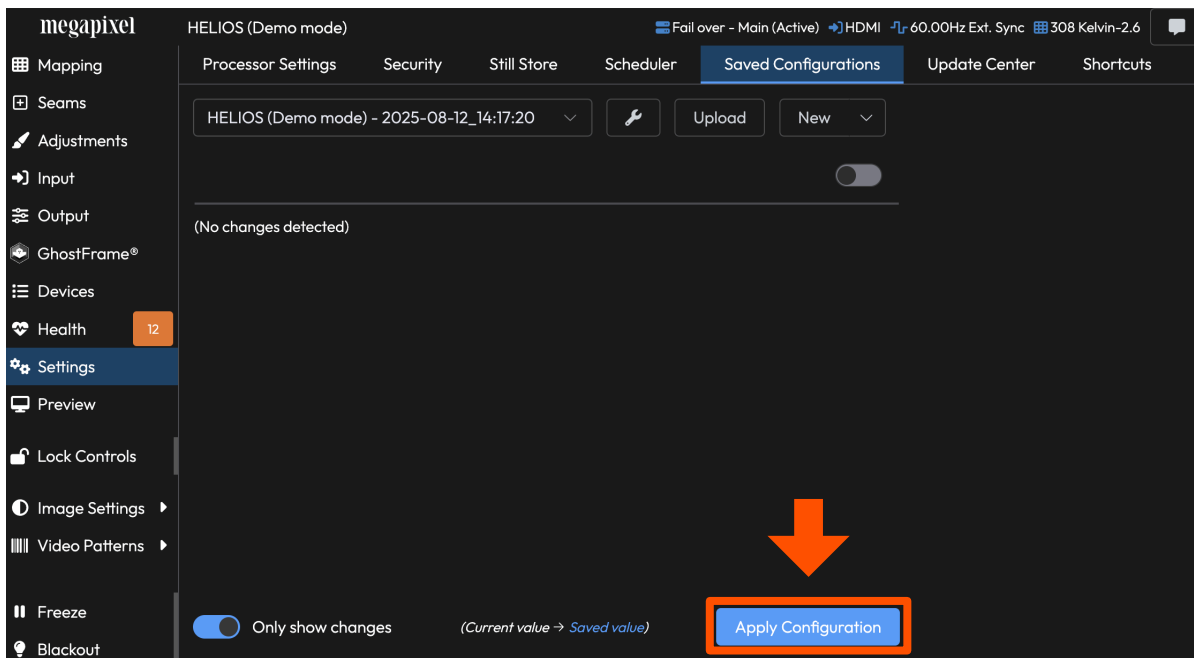 megapixel
HELIOS (Demo mode)
Fail over - Main (Active) HDMI 60.00Hz Ext. Sync 308 Kelvin-2.6
Mapping
Seams
Adjustments
Input
Output
GhostFrame®
Devices
Health 12
Settings
Preview
Lock Controls
Image Settings
Video Patterns
Freeze
Blackout
Processor Settings Security Still Store Scheduler Saved Configurations Update Center Shortcuts
HELIOS (Demo mode) - 2025-08-12_14:17:20 Upload New
(No changes detected)
Only show changes (Current value → Saved value) Apply Configuration